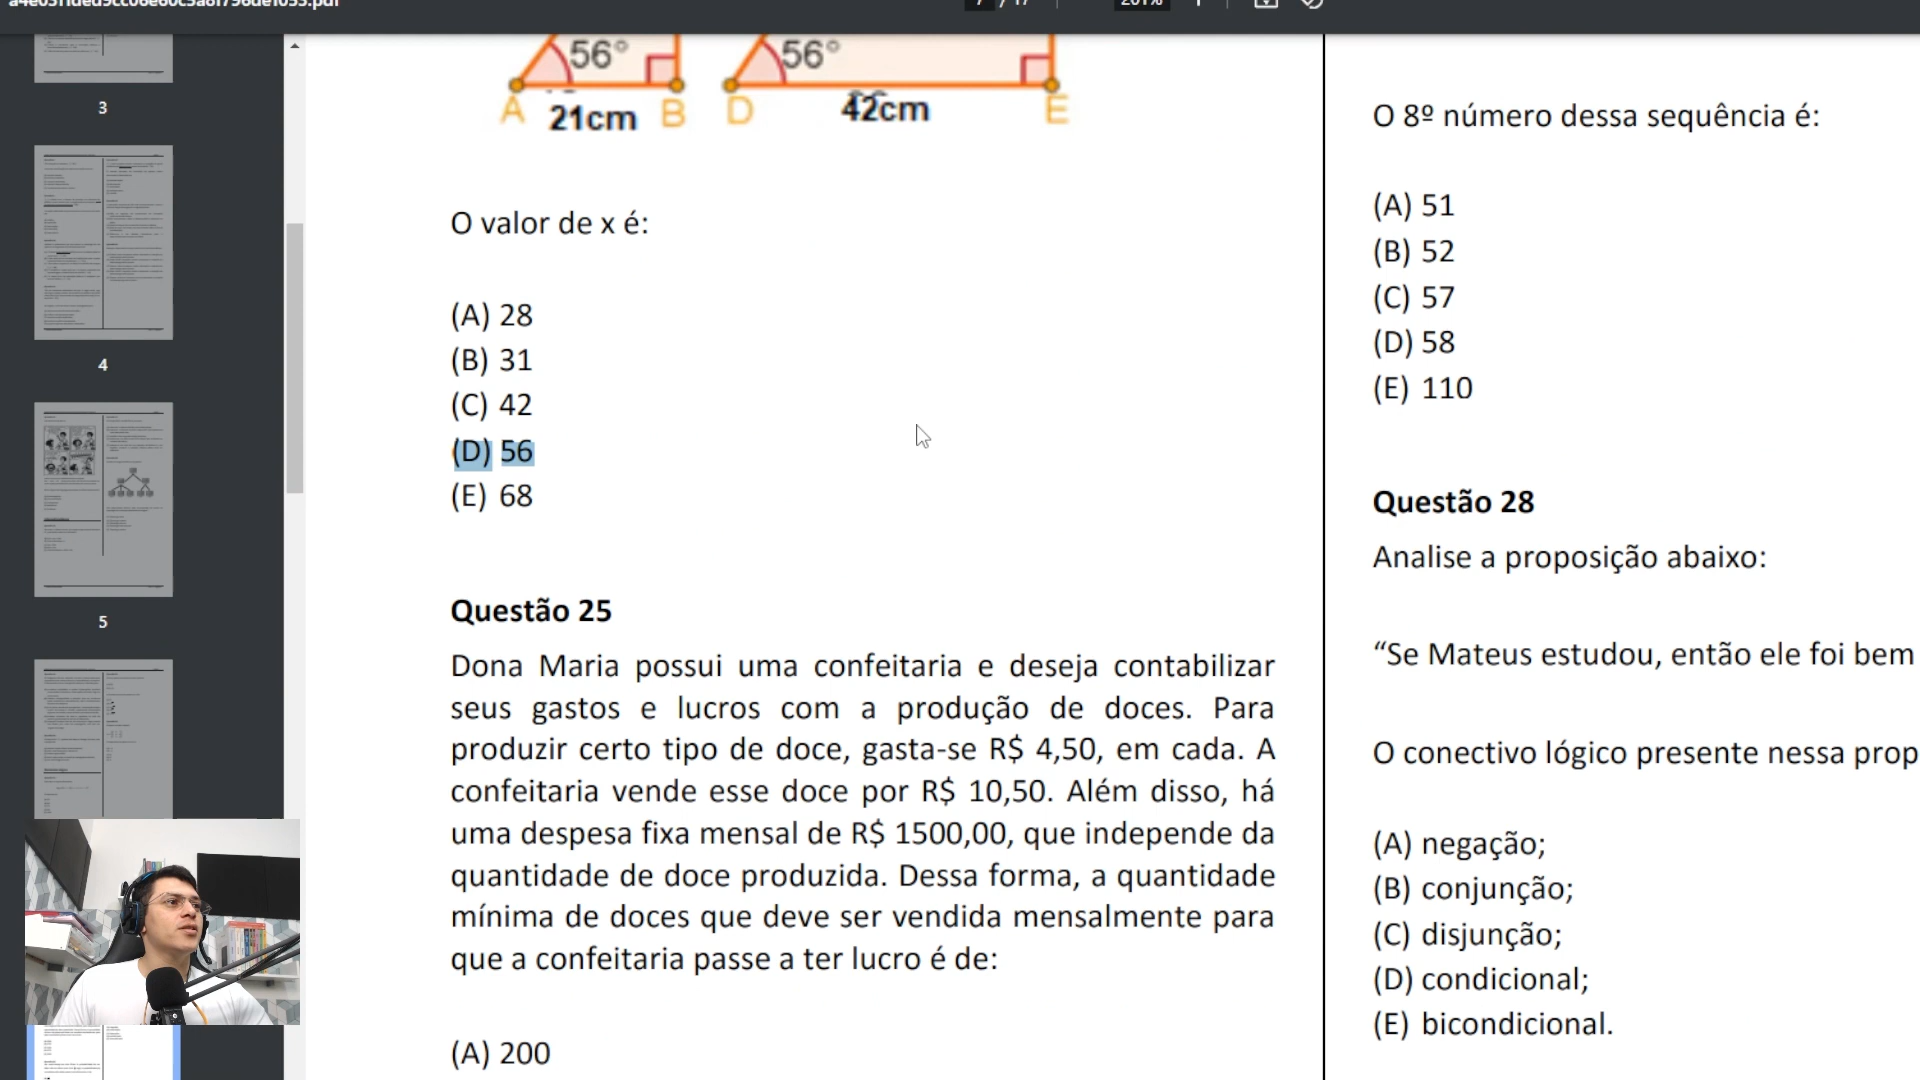 3
4
5
56°
56°
A
21cm
B
D
42cm
E
O valor de x é:
(A) 28
(B) 31
(C) 42
(D) 56
(E) 68
Questão 25
Dona Maria possui uma confeitaria e deseja contabilizar
seus gastos e lucros com a produção de doces. Para
produzir certo tipo de doce, gasta-se R$ 4,50, em cada. A
confeitaria vende esse doce por R$ 10,50. Além disso, há
uma despesa fixa mensal de R$ 1500,00, que independe da
quantidade de doce produzida. Dessa forma, a quantidade
mínima de doces que deve ser vendida mensalmente para
que a confeitaria passe a ter lucro é de:
(A) 200
O 8º número dessa sequência é:
(A) 51
(B) 52
(C) 57
(D) 58
(E) 110
Questão 28
Analise a proposição abaixo:
“Se Mateus estudou, então ele foi bem
O conectivo lógico presente nessa prop
(A) negação;
(B) conjunção;
(C) disjunção;
(D) condicional;
(E) bicondicional.